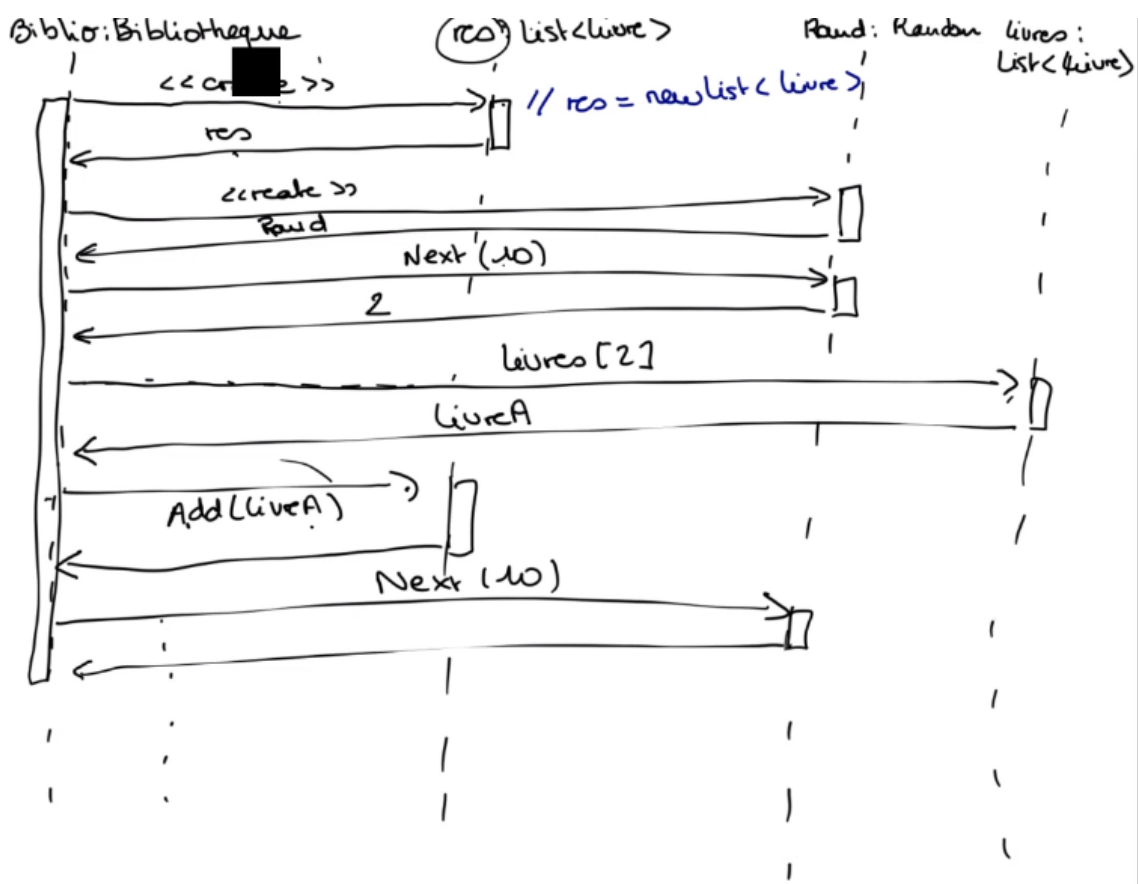 Biblio:Bibliotheque
res: List<Livre>
Rand: Random
Livres:
List<Livre>
// res = new List<Livre>
res
<<create>>
Rand
Next(10)
2
Livres[2]
LivreA
Add(LivreA)
Next(10)